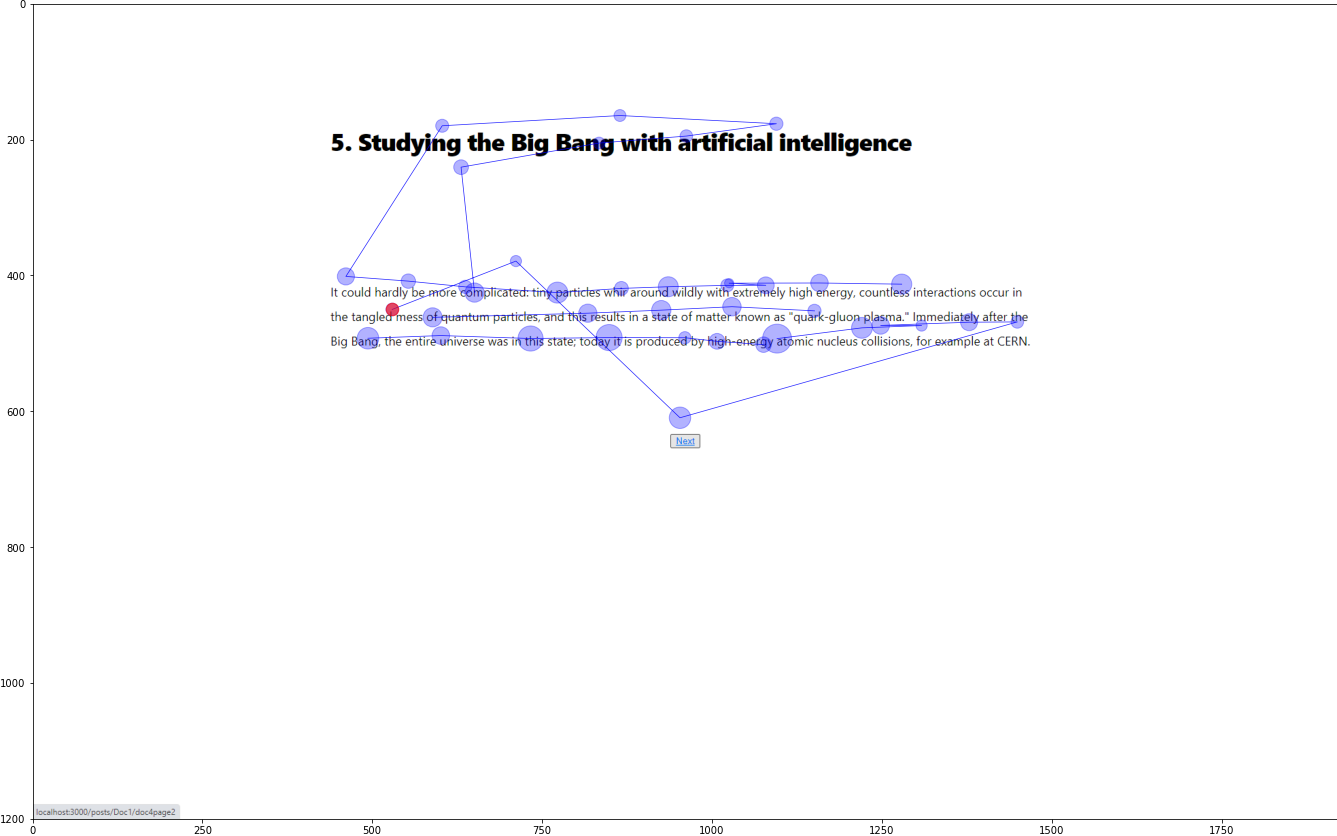 0
200
400
600
800
1000
1200
5. Studying the Big Bang with artificial intelligence
It could hardly be more complicated: tiny particles whir around wildly with extremely high energy, countless interactions occur in
the tangled mess of quantum particles, and this results in a state of matter known as "quark-gluon plasma." Immediately after the
Big Bang, the entire universe was in this state; today it is produced by high-energy atomic nucleus collisions, for example at CERN.
Next
localhost:3000/posts/Doc1/doc4page2
0 250 500 750 1000 1250 1500 1750